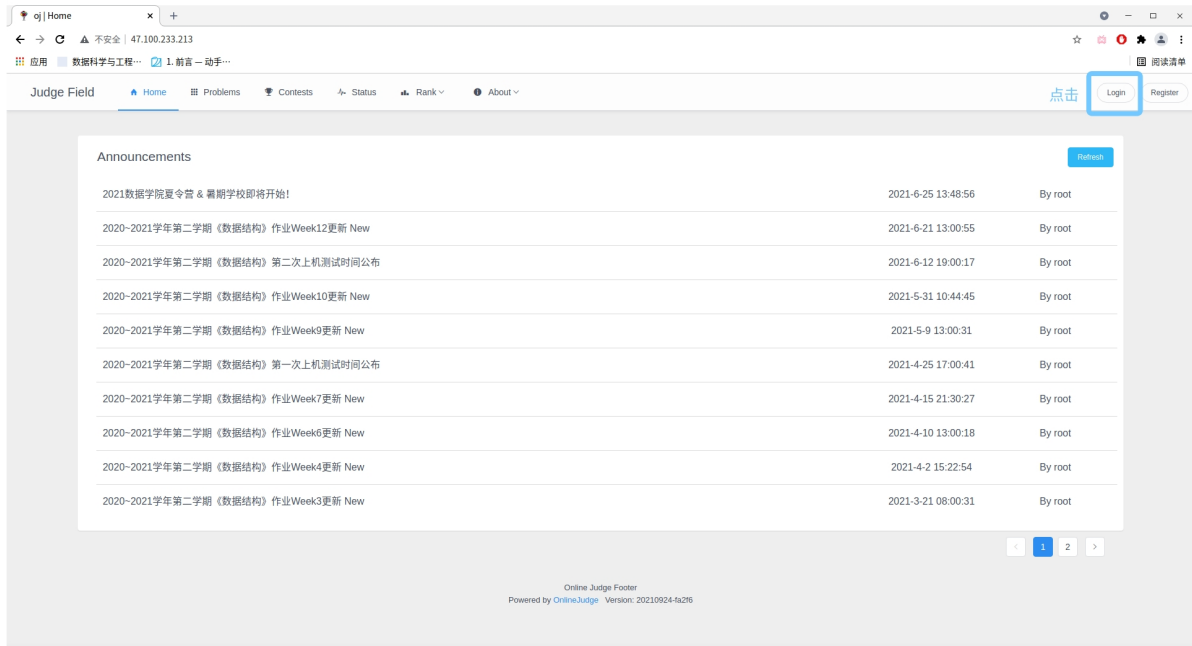 oj | Home
不安全 | 47.100.233.213
应用 数据科学与工程… 1. 前言 — 动手… 阅读清单
Judge Field Home Problems Contests Status Rank About 点击 Login Register
Announcements Refresh
2021数据学院夏令营 & 暑期学校即将开始！ 2021-6-25 13:48:56 By root
2020~2021学年第二学期《数据结构》作业Week12更新 New 2021-6-21 13:00:55 By root
2020~2021学年第二学期《数据结构》第二次上机测试时间公布 2021-6-12 19:00:17 By root
2020~2021学年第二学期《数据结构》作业Week10更新 New 2021-5-31 10:44:45 By root
2020~2021学年第二学期《数据结构》作业Week9更新 New 2021-5-9 13:00:31 By root
2020~2021学年第二学期《数据结构》第一次上机测试时间公布 2021-4-25 17:00:41 By root
2020~2021学年第二学期《数据结构》作业Week7更新 New 2021-4-15 21:30:27 By root
2020~2021学年第二学期《数据结构》作业Week6更新 New 2021-4-10 13:00:18 By root
2020~2021学年第二学期《数据结构》作业Week4更新 New 2021-4-2 15:22:54 By root
2020~2021学年第二学期《数据结构》作业Week3更新 New 2021-3-21 08:00:31 By root
1 2
Online Judge Footer
Powered by OnlineJudge Version: 20210924-fa2f6